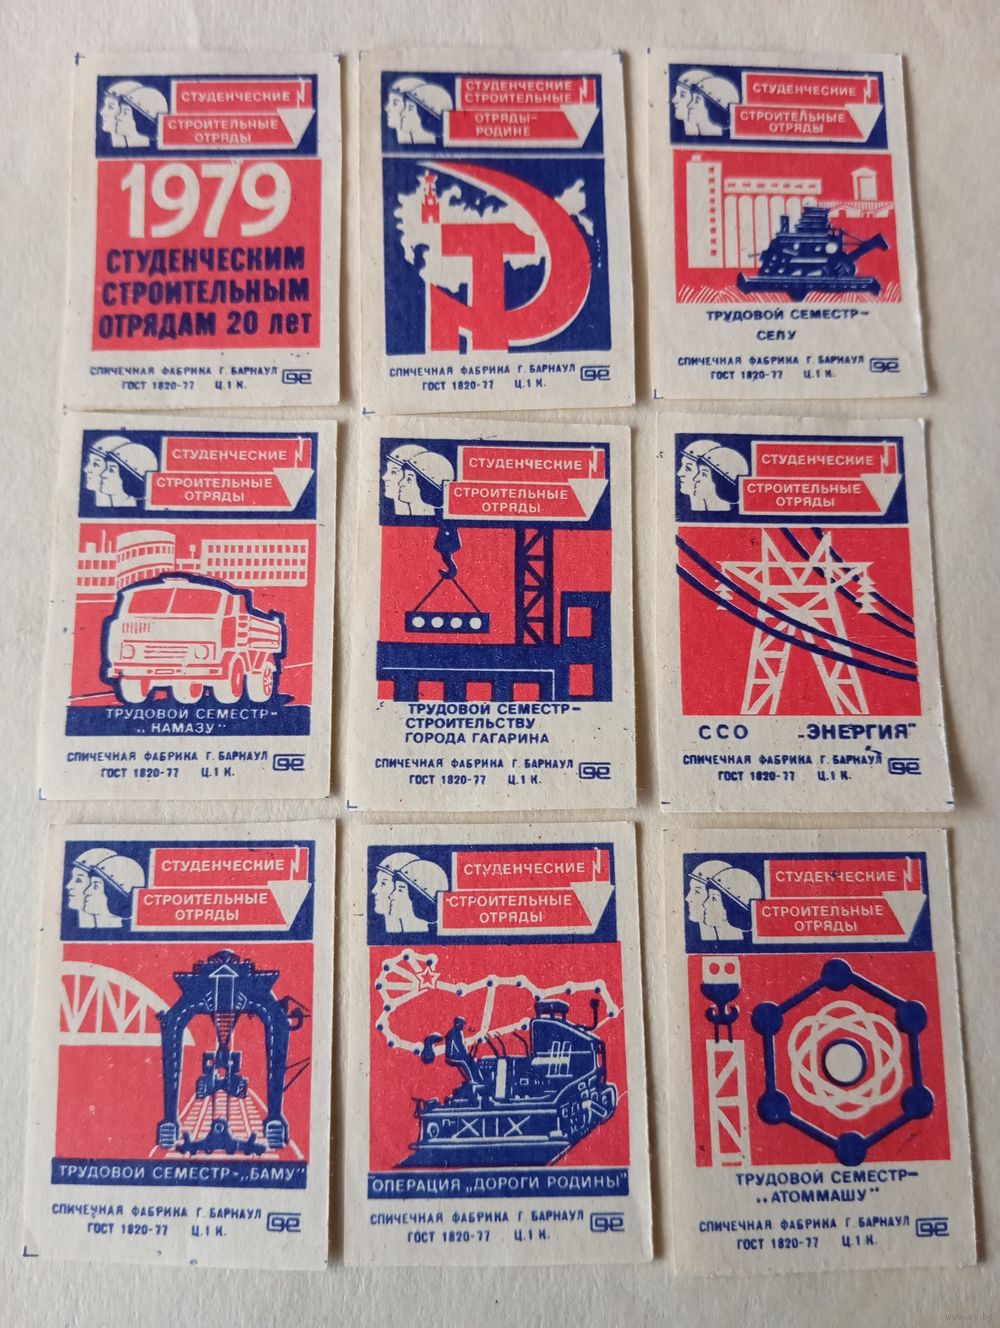 СТУДЕНЧЕСКИЕ
СТРОИТЕЛЬНЫЕ
ОТРЯДЫ
1979
СТУДЕНЧЕСКИМ
СТРОИТЕЛЬНЫМ
ОТРЯДАМ 20 лет
СПИЧЕЧНАЯ ФАБРИКА Г. БАРНАУЛ
ГОСТ 1820-77 Ц.1 К.
СТУДЕНЧЕСКИЕ
СТРОИТЕЛЬНЫЕ
ОТРЯДЫ-
РОДИНЕ
СПИЧЕЧНАЯ ФАБРИКА Г. БАРНАУЛ
ГОСТ 1820-77 Ц.1 К.
СТУДЕНЧЕСКИЕ
СТРОИТЕЛЬНЫЕ
ОТРЯДЫ
ТРУДОВОЙ СЕМЕСТР-
СЕЛУ
СПИЧЕЧНАЯ ФАБРИКА Г. БАРНАУЛ
ГОСТ 1820-77 Ц.1 К.
СТУДЕНЧЕСКИЕ
СТРОИТЕЛЬНЫЕ
ОТРЯДЫ
ТРУДОВОЙ СЕМЕСТР-
„КАМАЗУ"
СПИЧЕЧНАЯ ФАБРИКА Г. БАРНАУЛ
ГОСТ 1820-77 Ц.1 К.
СТУДЕНЧЕСКИЕ
СТРОИТЕЛЬНЫЕ
ОТРЯДЫ
ТРУДОВОЙ СЕМЕСТР-
СТРОИТЕЛЬСТВУ
ГОРОДА ГАГАРИНА
СПИЧЕЧНАЯ ФАБРИКА Г. БАРНАУЛ
ГОСТ 1820-77 Ц.1 К.
СТУДЕНЧЕСКИЕ
СТРОИТЕЛЬНЫЕ
ОТРЯДЫ
ССО „ЭНЕРГИЯ"
СПИЧЕЧНАЯ ФАБРИКА Г. БАРНАУЛ
ГОСТ 1820-77 Ц.1 К.
СТУДЕНЧЕСКИЕ
СТРОИТЕЛЬНЫЕ
ОТРЯДЫ
ТРУДОВОЙ СЕМЕСТР-„БАМУ"
СПИЧЕЧНАЯ ФАБРИКА Г. БАРНАУЛ
ГОСТ 1820-77 Ц.1 К.
СТУДЕНЧЕСКИЕ
СТРОИТЕЛЬНЫЕ
ОТРЯДЫ
ОПЕРАЦИЯ „ДОРОГИ РОДИНЫ"
СПИЧЕЧНАЯ ФАБРИКА Г. БАРНАУЛ
ГОСТ 1820-77 Ц.1 К.
СТУДЕНЧЕСКИЕ
СТРОИТЕЛЬНЫЕ
ОТРЯДЫ
ТРУДОВОЙ СЕМЕСТР-
„АТОММАШУ"
СПИЧЕЧНАЯ ФАБРИКА Г. БАРНАУЛ
ГОСТ 1820-77 Ц.1 К.